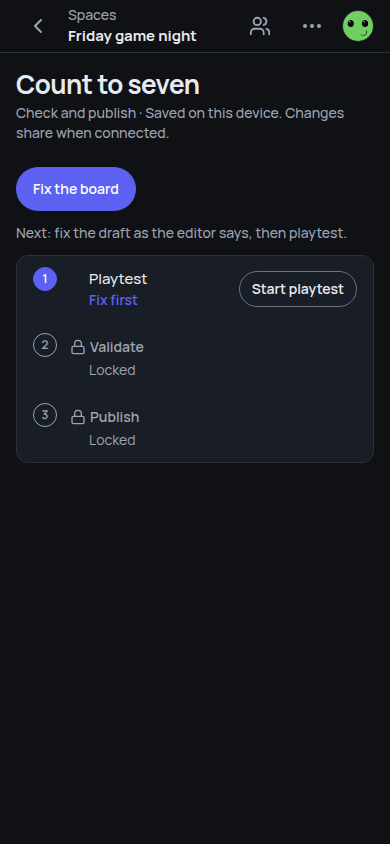 Spaces
Friday game night
Count to seven
Check and publish · Saved on this device. Changes
share when connected.
Fix the board
Next: fix the draft as the editor says, then playtest.
1
Playtest
Fix first
Start playtest
2
Validate
Locked
3
Publish
Locked